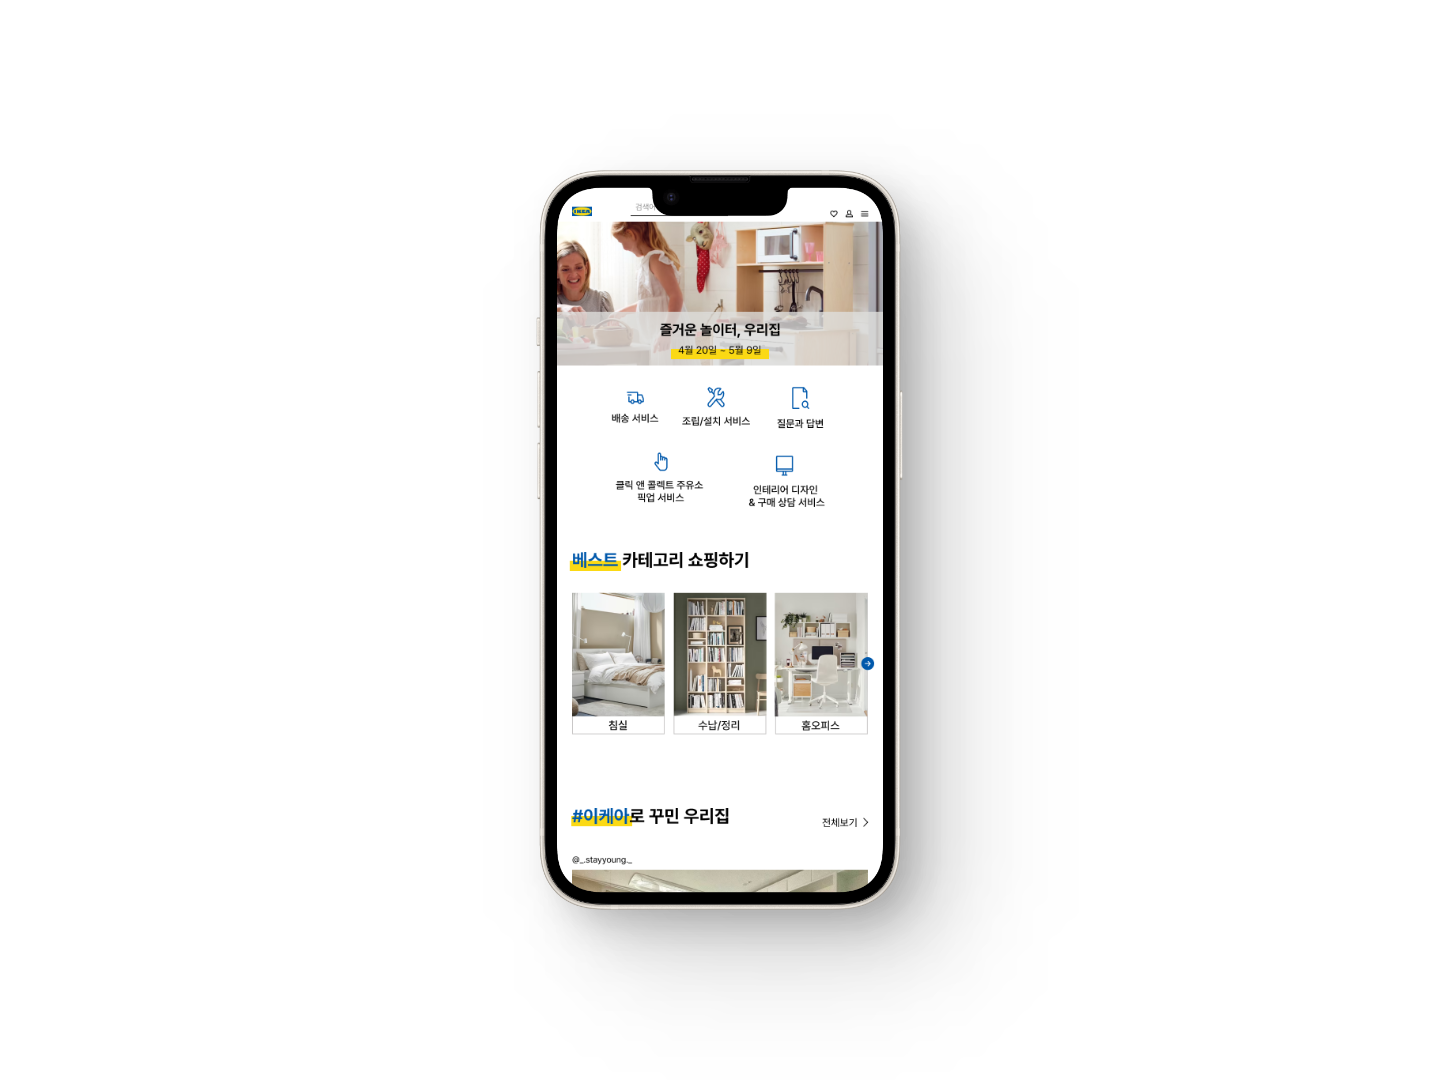 IKEA
검색어
즐거운 놀이터, 우리집
4월 20일 ~ 5월 9일
배송 서비스
조립/설치 서비스
질문과 답변
클릭 앤 콜렉트 주유소
픽업 서비스
인테리어 디자인
& 구매 상담 서비스
베스트 카테고리 쇼핑하기
침실
수납/정리
홈오피스
#이케아로 꾸민 우리집
전체보기
@_.stayyoung._